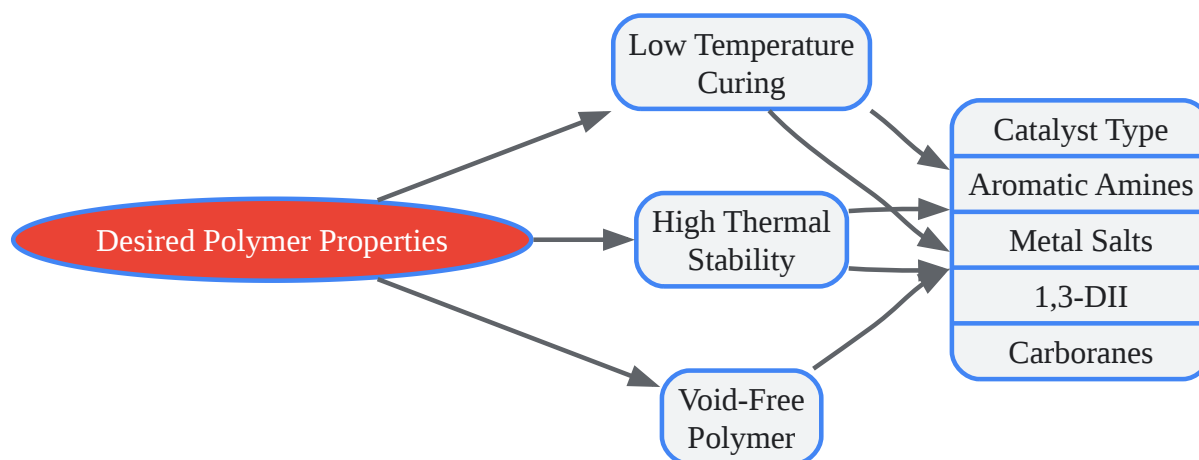 Low Temperature
Curing
Desired Polymer Properties
High Thermal
Stability
Void-Free
Polymer
Catalyst Type
Aromatic Amines
Metal Salts
1,3-DII
Carboranes